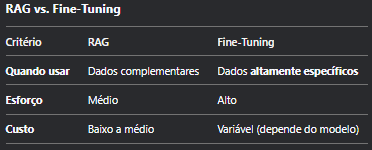 RAG vs. Fine-Tuning
Critério RAG Fine-Tuning
Quando usar Dados complementares Dados altamente específicos
Esforço Médio Alto
Custo Baixo a médio Variável (depende do modelo)